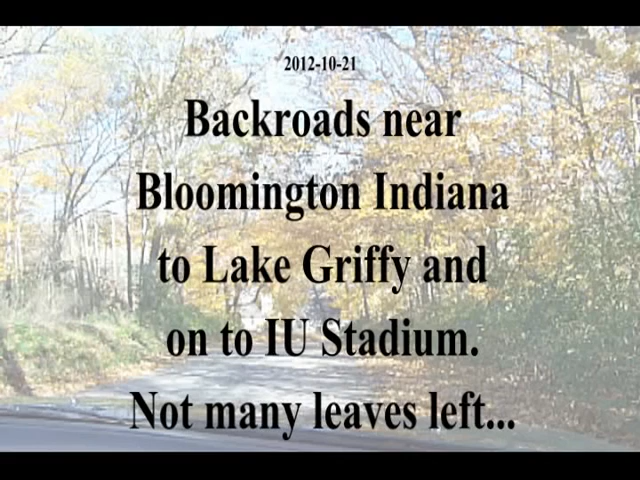 2012-10-21
Backroads near
Bloomington Indiana
to Lake Griffy and
on to IU Stadium.
Not many leaves left...